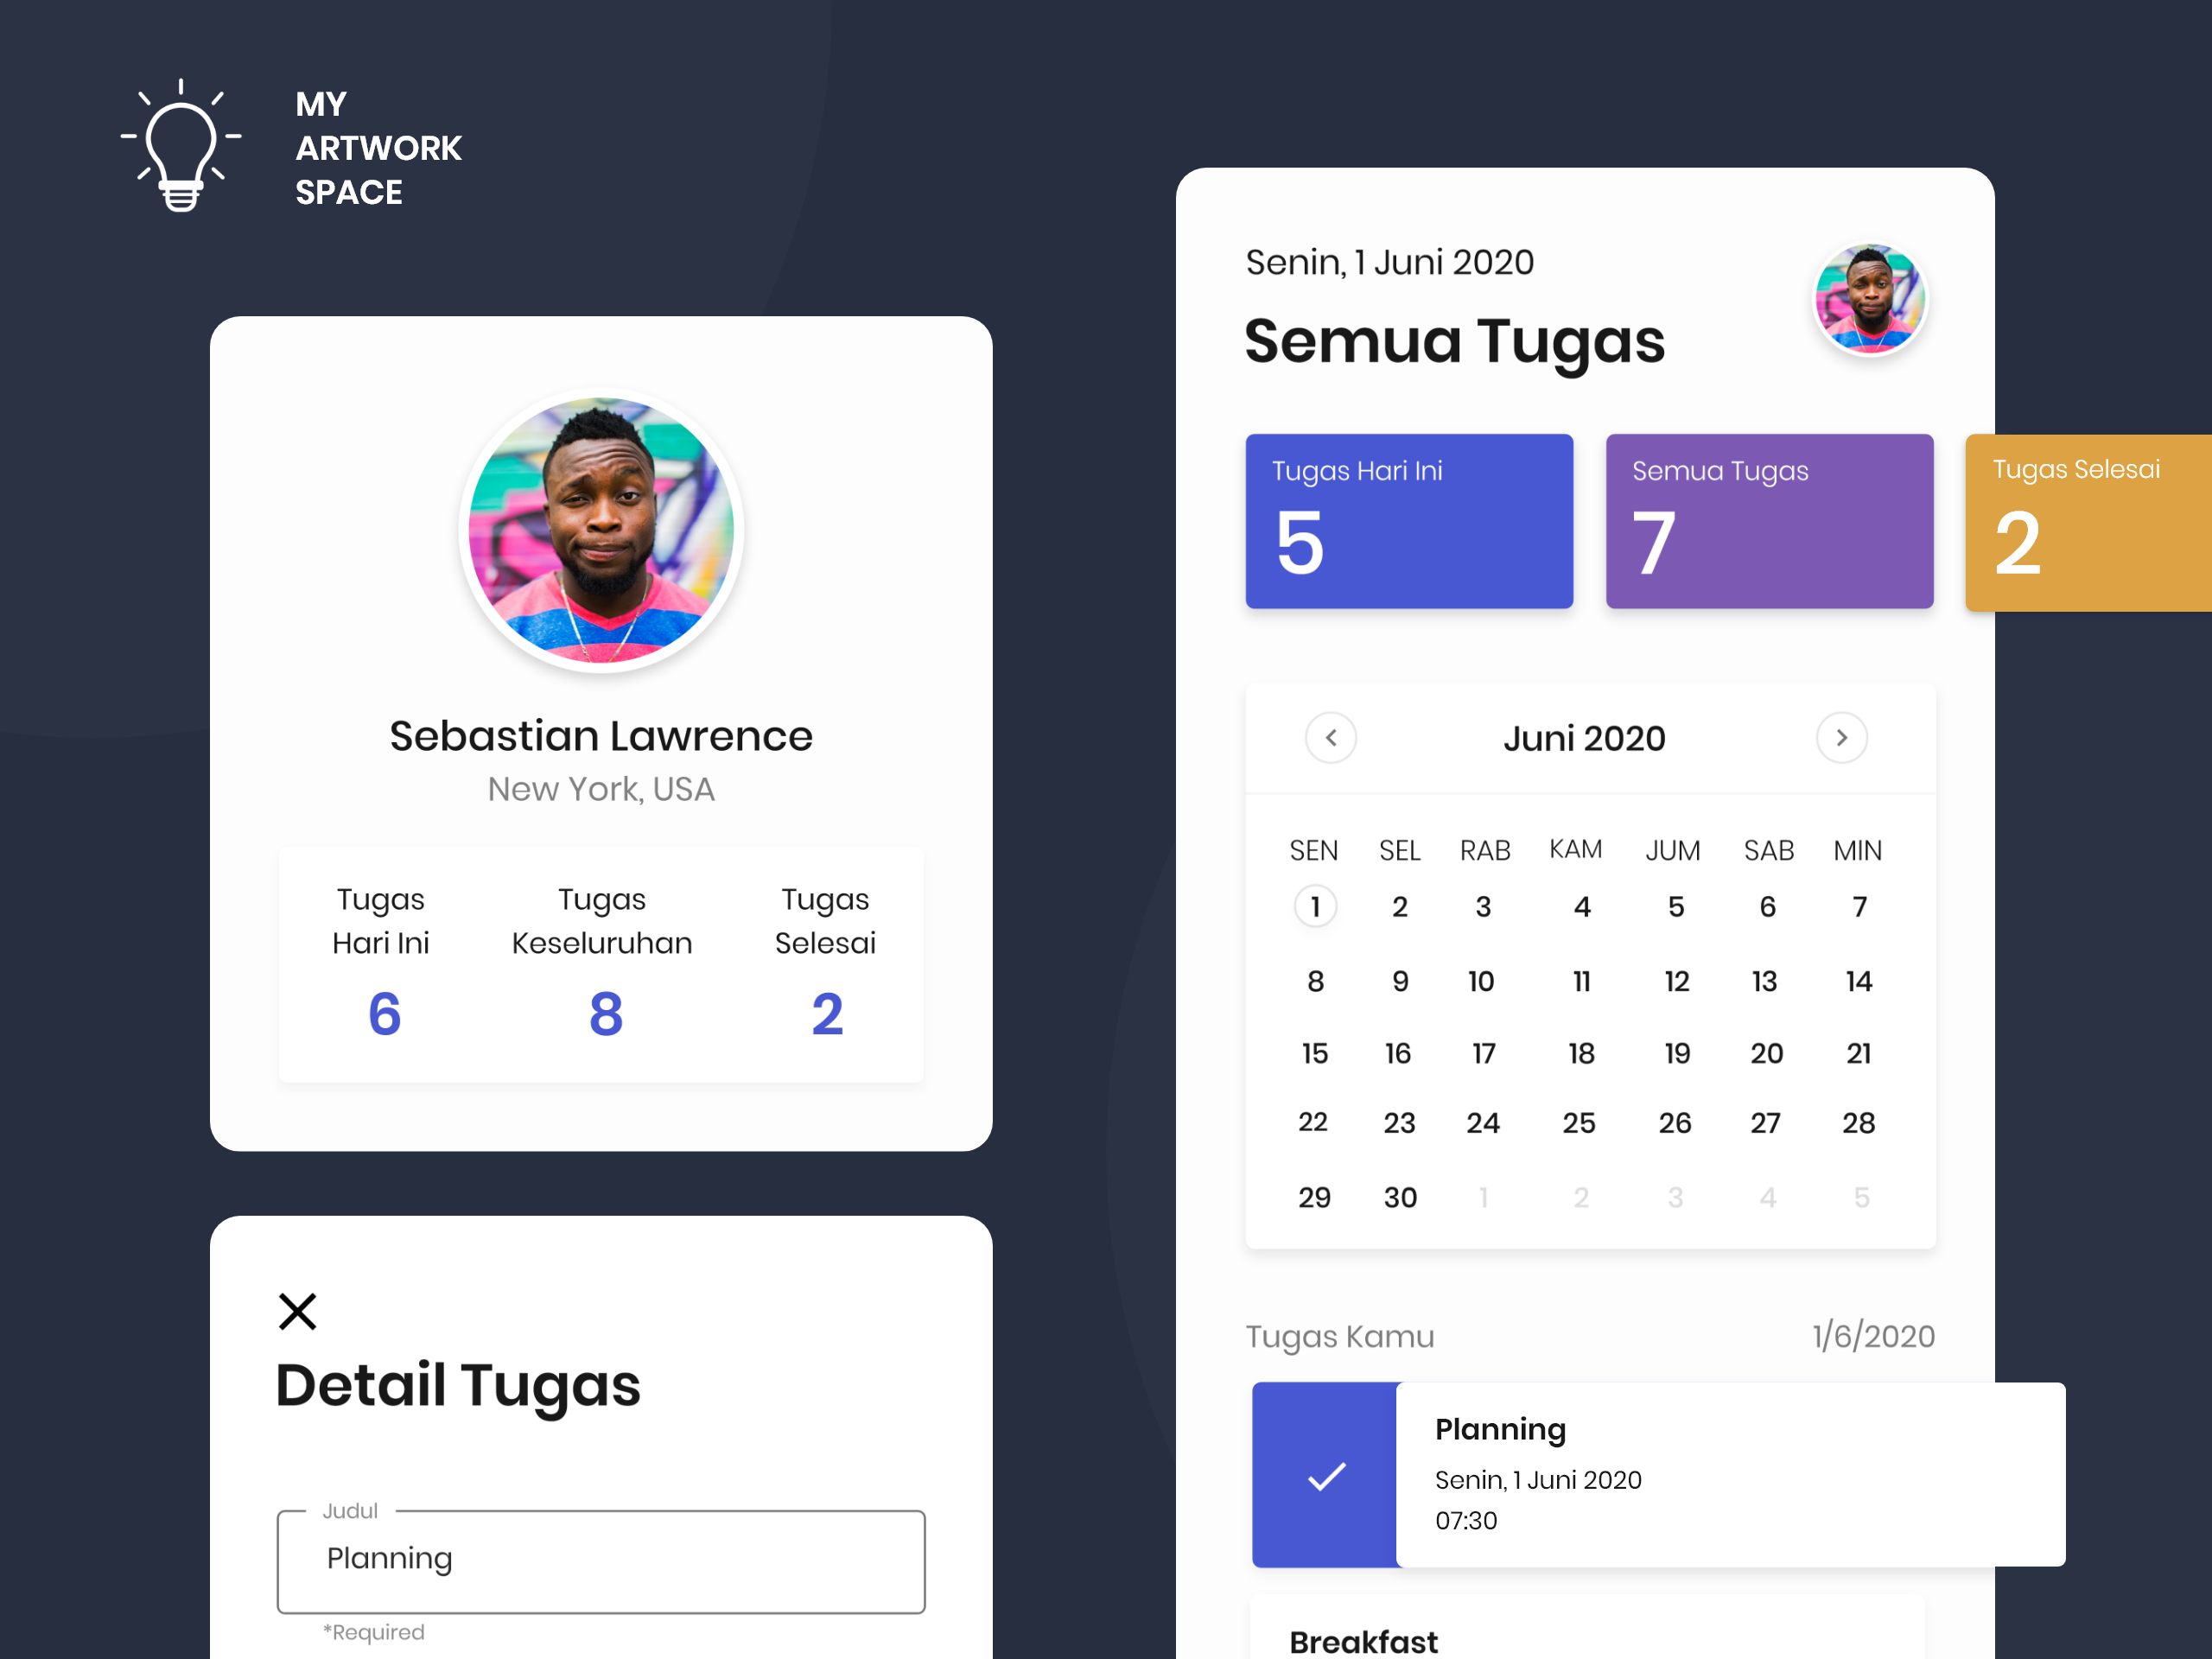 MY
ARTWORK
SPACE
Sebastian Lawrence
New York, USA
Tugas
Hari Ini
6
Tugas
Keseluruhan
8
Tugas
Selesai
2
Detail Tugas
Judul
Planning
*Required
Senin, 1 Juni 2020
Semua Tugas
Tugas Hari Ini
5
Semua Tugas
7
Tugas Selesai
2
Juni 2020
SEN SEL RAB KAM JUM SAB MIN
1 2 3 4 5 6 7
8 9 10 11 12 13 14
15 16 17 18 19 20 21
22 23 24 25 26 27 28
29 30 1 2 3 4 5
Tugas Kamu 1/6/2020
Planning
Senin, 1 Juni 2020
07:30
Breakfast